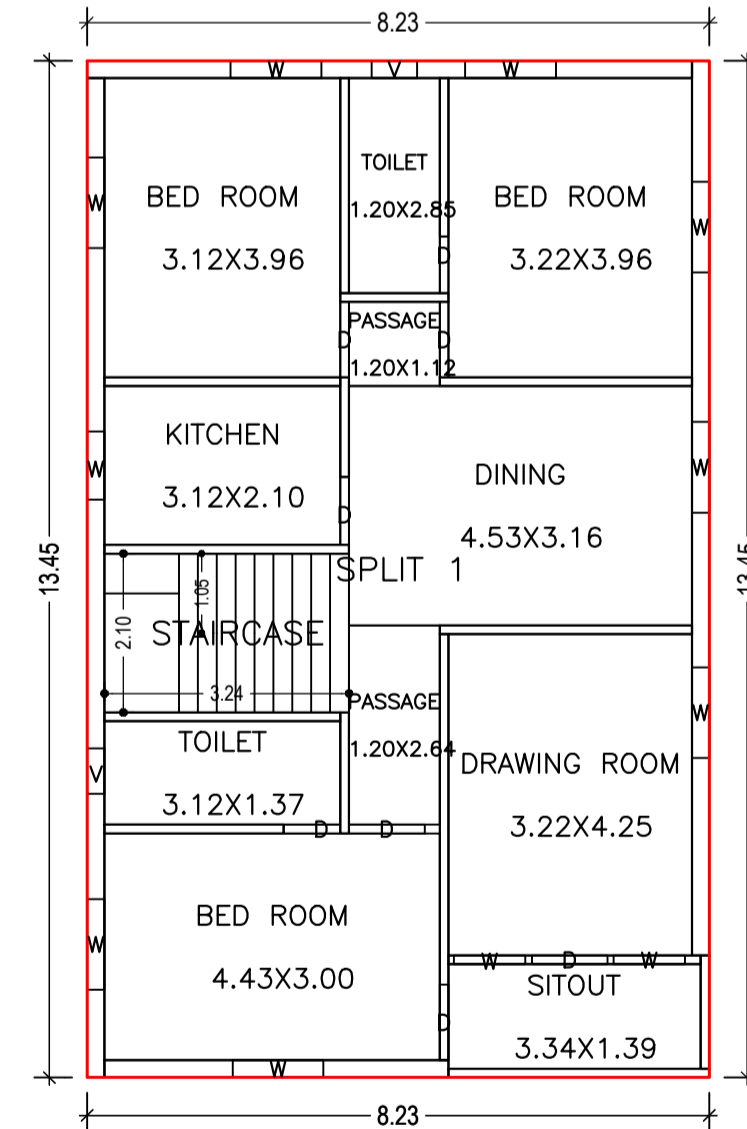 8.23
W V W
TOILET
1.20X2.85
BED ROOM
3.12X3.96
BED ROOM
3.22X3.96
W
W
D
PASSAGE
1.20X1.12
D
D
KITCHEN
3.12X2.10
W
D
DINING
4.53X3.16
W
SPLIT 1
13.45
13.45
STAIRCASE
2.10
1.05
3.24
PASSAGE
1.20X2.64
W
TOILET
3.12X1.37
V
DRAWING ROOM
3.22X4.25
D D
BED ROOM
4.43X3.00
W
W D W
SITOUT
3.34X1.39
D
W
8.23